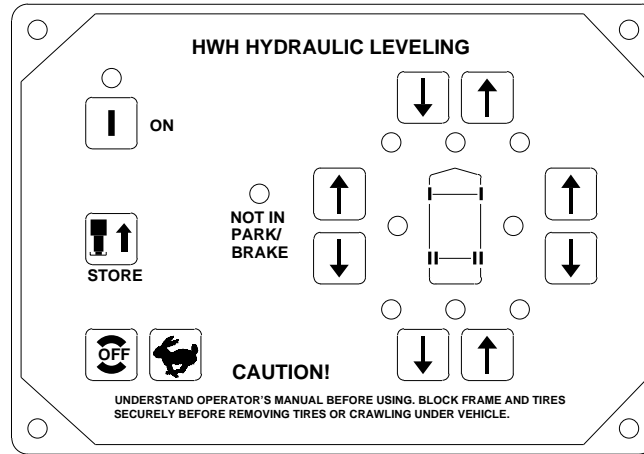 HWH HYDRAULIC LEVELING
ON
NOT IN
PARK/
BRAKE
STORE
OFF
CAUTION!
UNDERSTAND OPERATOR'S MANUAL BEFORE USING. BLOCK FRAME AND TIRES
SECURELY BEFORE REMOVING TIRES OR CRAWLING UNDER VEHICLE.